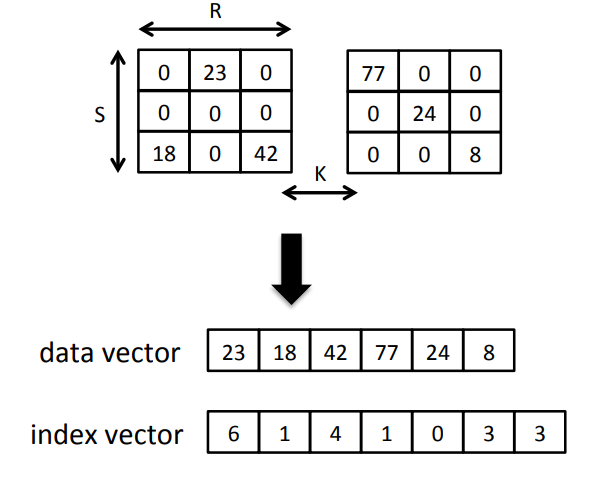 R
S
0 23 0 77 0 0
0 0 0 0 24 0
18 0 42 0 0 8
K
data vector 23 18 42 77 24 8
index vector 6 1 4 1 0 3 3